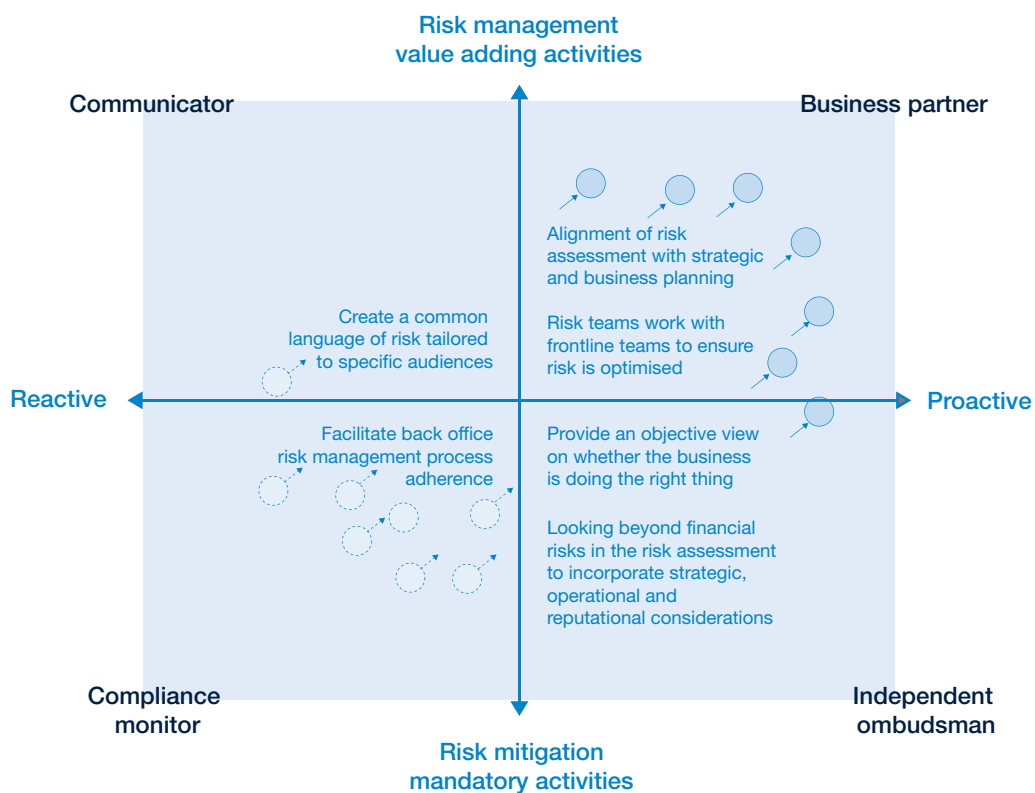 Risk management
value adding activities
Communicator
Business partner
Alignment of risk
assessment with strategic
and business planning
Create a common
language of risk tailored
to specific audiences
Risk teams work with
frontline teams to ensure
risk is optimised
Reactive
Proactive
Facilitate back office
risk management process
adherence
Provide an objective view
on whether the business
is doing the right thing
Looking beyond financial
risks in the risk assessment
to incorporate strategic,
operational and
reputational considerations
Compliance
monitor
Independent
ombudsman
Risk mitigation
mandatory activities